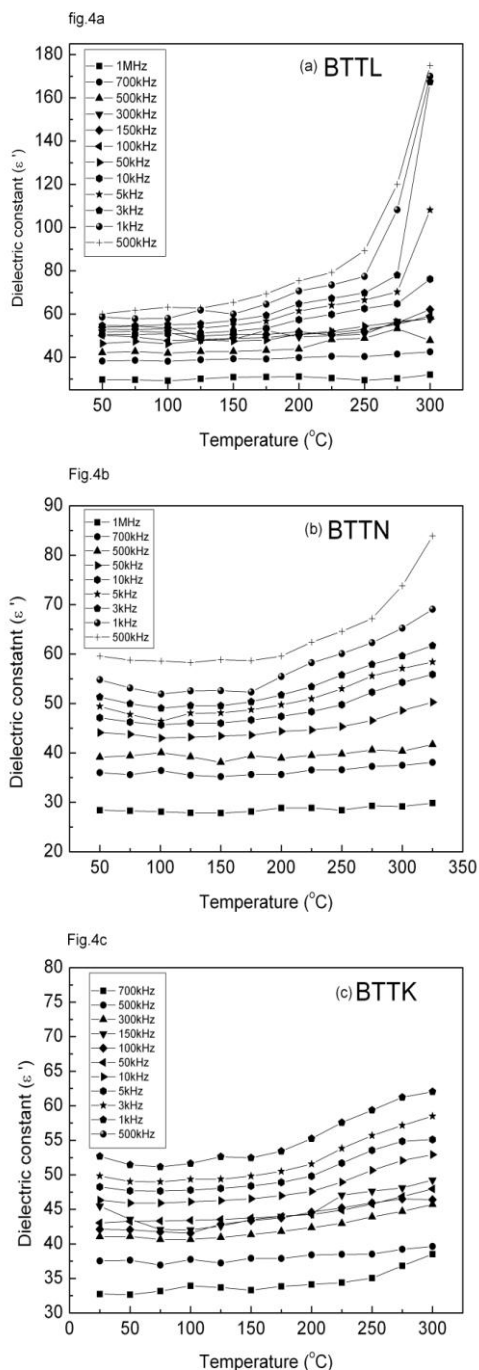 fig.4a
(a) BTTL
1MHz
700kHz
500kHz
300kHz
150kHz
100kHz
50kHz
10kHz
5kHz
3kHz
1kHz
500kHz
Dielectric constant (ε ')
180
160
140
120
100
80
60
40
50 100 150 200 250 300
Temperature (°C)
Fig.4b
(b) BTTN
1MHz
700kHz
500kHz
50kHz
10kHz
5kHz
3kHz
1kHz
500kHz
Dielectric constatnt (ε ')
90
80
70
60
50
40
30
20
50 100 150 200 250 300 350
Temperature (°C)
Fig.4c
(c) BTTK
700kHz
500kHz
300kHz
150kHz
100kHz
50kHz
10kHz
5kHz
3kHz
1kHz
500kHz
Dielectric constant (ε ')
80
75
70
65
60
55
50
45
40
35
30
0 50 100 150 200 250 300
Temperature (°C)